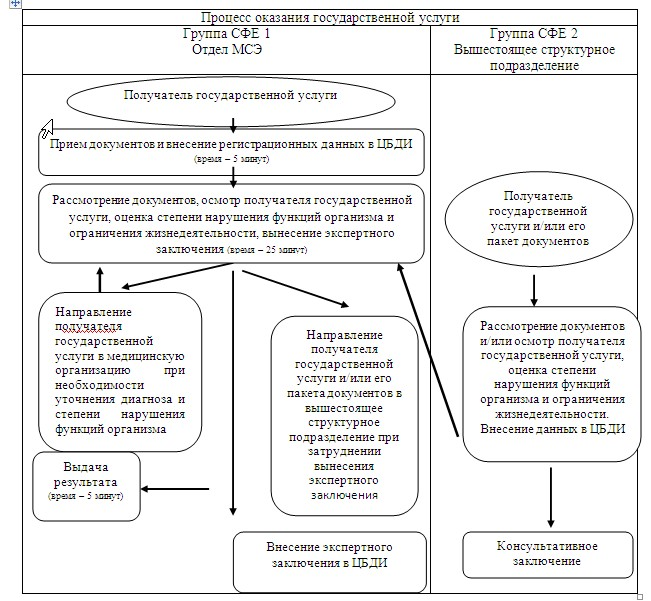 Процесс оказания государственной услуги
Группа СФЕ 1
Отдел МСЭ
Группа СФЕ 2
Вышестоящее структурное
подразделение
Получатель государственной услуги
Прием документов и внесение регистрационных данных в ЦБДИ
(время – 5 минут)
Рассмотрение документов, осмотр получателя государственной
услуги, оценка степени нарушения функций организма и
ограничения жизнедеятельности, вынесение экспертного
заключения (время – 25 минут)
Получатель
государственной
услуги и/или его
пакет документов
Направление
получателя
государственной
услуги в медицинскую
организацию при
необходимости
уточнения диагноза и
степени нарушения
функций организма
Направление
получателя
государственной
услуги и/или его
пакета документов в
вышестоящее
структурное
подразделение при
затруднении
вынесения
экспертного
заключения
Рассмотрение документов
и/или осмотр получателя
государственной услуги,
оценка степени
нарушения функций
организма и ограничения
жизнедеятельности.
Внесение данных в ЦБДИ
Выдача
результата
(время – 5 минут)
Внесение экспертного
заключения в ЦБДИ
Консультативное
заключение